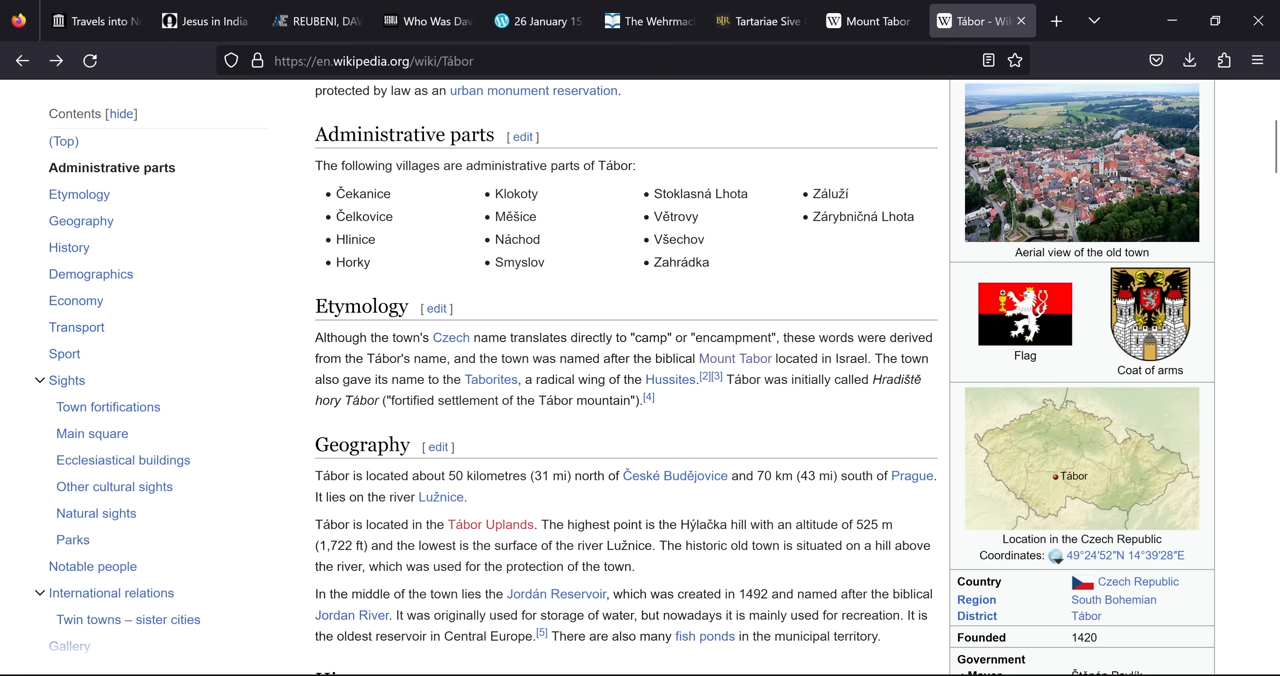 Travels into N
Jesus in India
REUBENI, DAV
Who Was Dav
26 January 15
The Wehrmac
Tartariae Sive
Mount Tabor
Tábor - Wik
https://en.wikipedia.org/wiki/Tábor
Contents [hide]
(Top)
Administrative parts
Etymology
Geography
History
Demographics
Economy
Transport
Sport
Sights
Town fortifications
Main square
Ecclesiastical buildings
Other cultural sights
Natural sights
Parks
Notable people
International relations
Twin towns – sister cities
Gallery
protected by law as an urban monument reservation.
Administrative parts [ edit ]
The following villages are administrative parts of Tábor:
• Čekanice
• Čelkovice
• Hlinice
• Horky
• Klokoty
• Měšice
• Náchod
• Smyslov
• Stoklasná Lhota
• Větrovy
• Všechov
• Zahrádka
• Záluží
• Zárybničná Lhota
Etymology [ edit ]
Although the town's Czech name translates directly to "camp" or "encampment", these words were derived
from the Tábor's name, and the town was named after the biblical Mount Tabor located in Israel. The town
also gave its name to the Taborites, a radical wing of the Hussites.[2][3] Tábor was initially called Hradiště
hory Tábor ("fortified settlement of the Tábor mountain").[4]
Geography [ edit ]
Tábor is located about 50 kilometres (31 mi) north of České Budějovice and 70 km (43 mi) south of Prague.
It lies on the river Lužnice.
Tábor is located in the Tábor Uplands. The highest point is the Hýlačka hill with an altitude of 525 m
(1,722 ft) and the lowest is the surface of the river Lužnice. The historic old town is situated on a hill above
the river, which was used for the protection of the town.
In the middle of the town lies the Jordán Reservoir, which was created in 1492 and named after the biblical
Jordan River. It was originally used for storage of water, but nowadays it is mainly used for recreation. It is
the oldest reservoir in Central Europe.[5] There are also many fish ponds in the municipal territory.
Aerial view of the old town
Flag
Coat of arms
Tábor
Location in the Czech Republic
Coordinates: 49°24′52″N 14°39′28″E
Country Czech Republic
Region South Bohemian
District Tábor
Founded 1420
Government